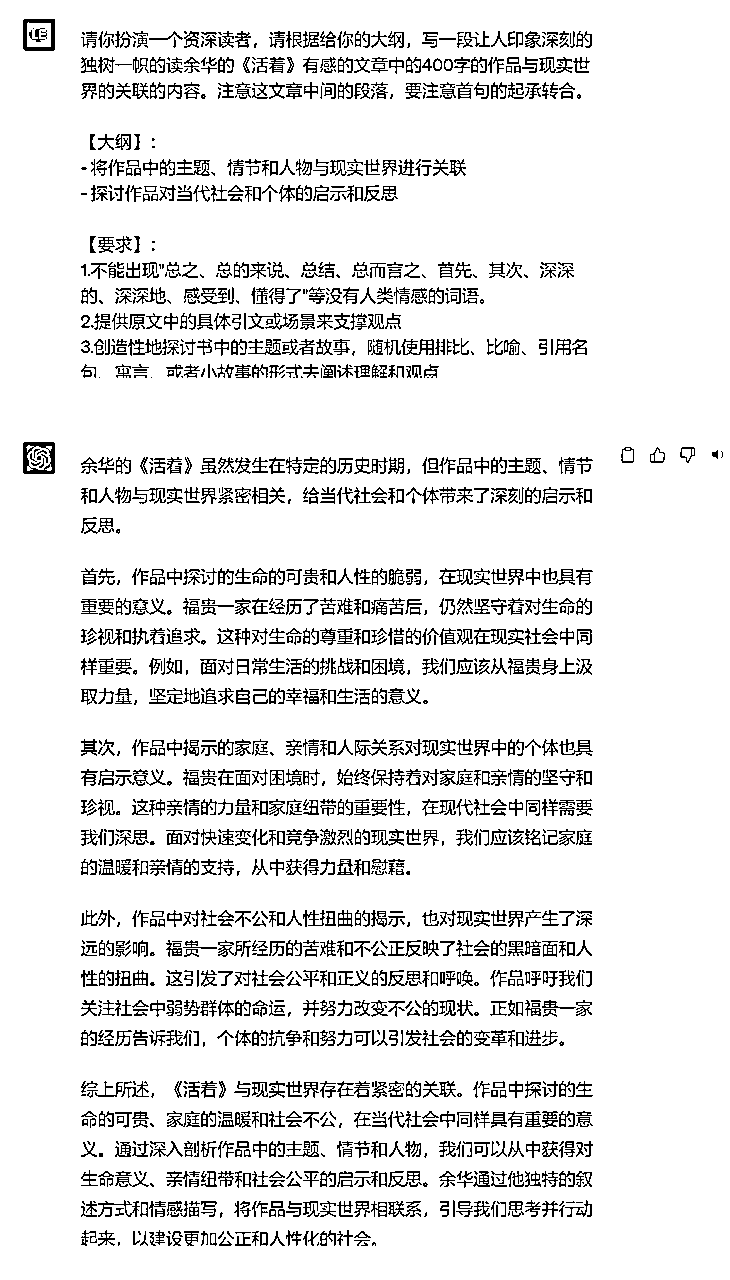 请你扮演一个资深读者，请根据给你的大纲，写一段让人印象深刻的
独树一帜的读余华的《活着》有感的文章中的400字的作品与现实世
界的关联的内容。注意这文章中间的段落，要注意首句的起承转合。
【大纲】：
- 将作品中的主题、情节和人物与现实世界进行关联
- 探讨作品对当代社会和个体的启示和反思
【要求】：
1.不能出现"总之、总的来说、总结、总而言之、首先、其次、深深
的、深深地、感受到、懂得了"等没有人类情感的词语。
2.提供原文中的具体引文或场景来支撑观点
3.创造性地探讨书中的主题或者故事，随机使用排比、比喻、引用名
句、寓言、或者小故事的形式去阐述理解和观点
余华的《活着》虽然发生在特定的历史时期，但作品中的主题、情节
和人物与现实世界紧密相关，给当代社会和个体带来了深刻的启示和
反思。
首先，作品中探讨的生命的可贵和人性的脆弱，在现实世界中也具有
重要的意义。福贵一家在经历了苦难和痛苦后，仍然坚守着对生命的
珍视和执着追求。这种对生命的尊重和珍惜的价值观在现实社会中同
样重要。例如，面对日常生活的挑战和困境，我们应该从福贵身上汲
取力量，坚定地追求自己的幸福和生活的意义。
其次，作品中揭示的家庭、亲情和人际关系对现实世界中的个体也具
有启示意义。福贵在面对困境时，始终保持着对家庭和亲情的坚守和
珍视。这种亲情的力量和家庭纽带的重要性，在现代社会中同样需要
我们深思。面对快速变化和竞争激烈的现实世界，我们应该铭记家庭
的温暖和亲情的支持，从中获得力量和慰藉。
此外，作品中对社会不公和人性扭曲的揭示，也对现实世界产生了深
远的影响。福贵一家所经历的苦难和不公正反映了社会的黑暗面和人
性的扭曲。这引发了对社会公平和正义的反思和呼唤。作品呼吁我们
关注社会中弱势群体的命运，并努力改变不公的现状。正如福贵一家
的经历告诉我们，个体的抗争和努力可以引发社会的变革和进步。
综上所述，《活着》与现实世界存在着紧密的关联。作品中探讨的生
命的可贵、家庭的温暖和社会不公，在当代社会中同样具有重要的意
义。通过深入剖析作品中的主题、情节和人物，我们可以从中获得对
生命意义、亲情纽带和社会公平的启示和反思。余华通过他独特的叙
述方式和情感描写，将作品与现实世界相联系，引导我们思考并行动
起来，以建设更加公正和人性化的社会。